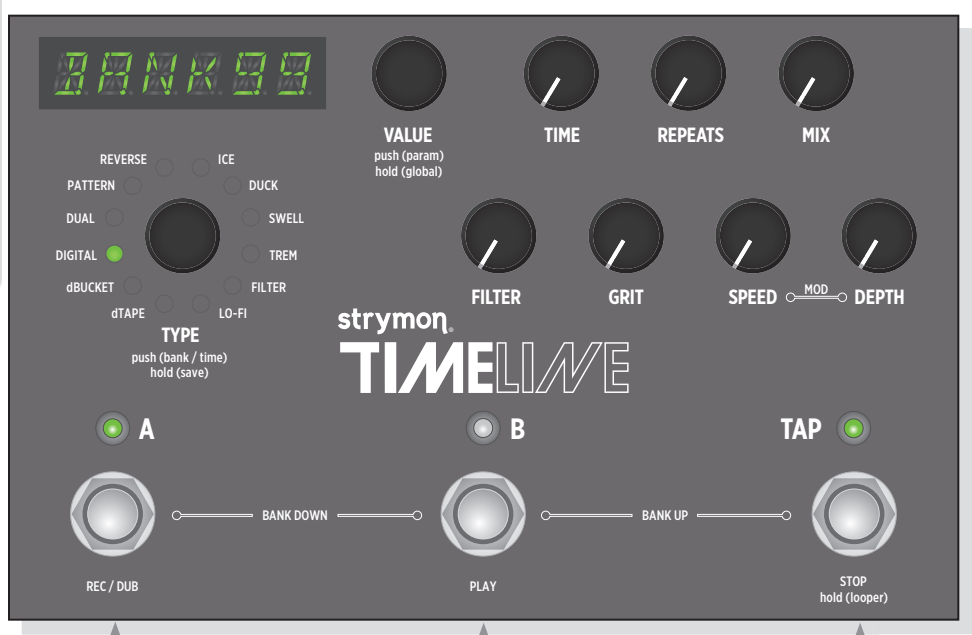 BANK99
VALUE
push (param)
hold (global)
TIME
REPEATS
MIX
REVERSE
ICE
PATTERN
DUCK
DUAL
SWELL
DIGITAL
TREM
dBUCKET
FILTER
dTAPE
LO-FI
TYPE
push (bank / time)
hold (save)
FILTER
GRIT
SPEED
MOD
DEPTH
strymon.
TIMELINE
A
B
TAP
BANK DOWN
BANK UP
REC / DUB
PLAY
STOP
hold (looper)